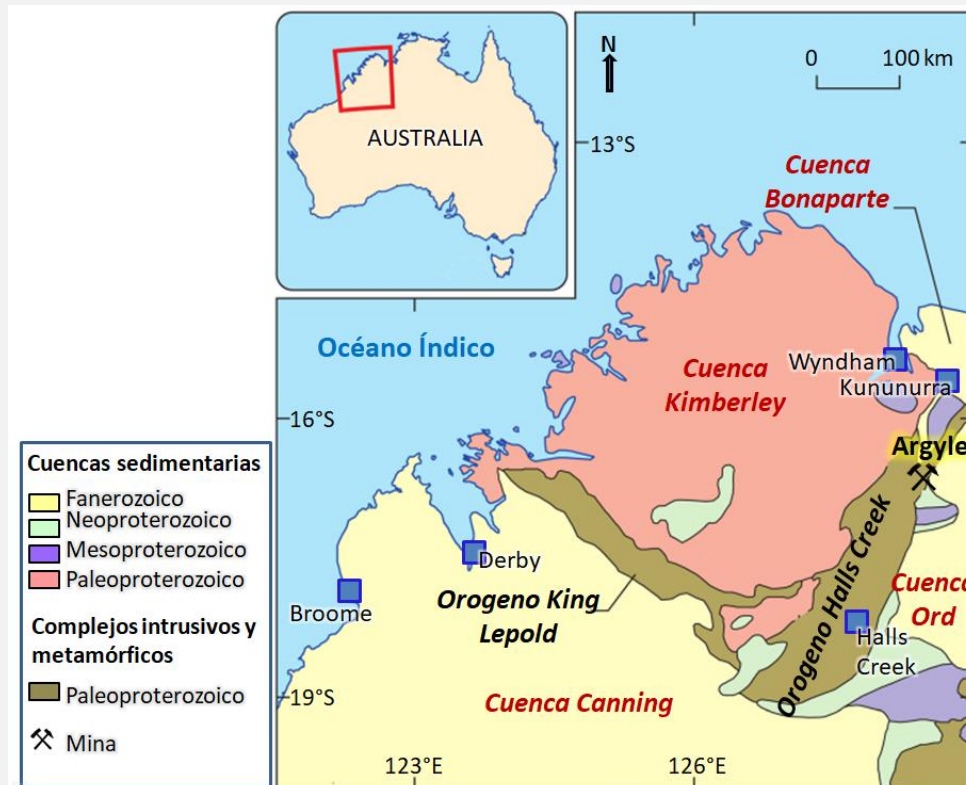 AUSTRALIA
N
0 100 km
13°S
Cuenca
Bonaparte
Océano Índico
Cuenca
Kimberley
Wyndham
Kununurra
16°S
Argyle
Cuencas sedimentarias
Fanerozoico
Neoproterozoico
Mesoproterozoico
Paleoproterozoico
Complejos intrusivos y
metamórficos
Paleoproterozoico
Mina
Derby
Broome
Orogeno King
Lepold
Orogeno Halls Creek
Cuenca
Ord
Halls
Creek
19°S
Cuenca Canning
123°E
126°E